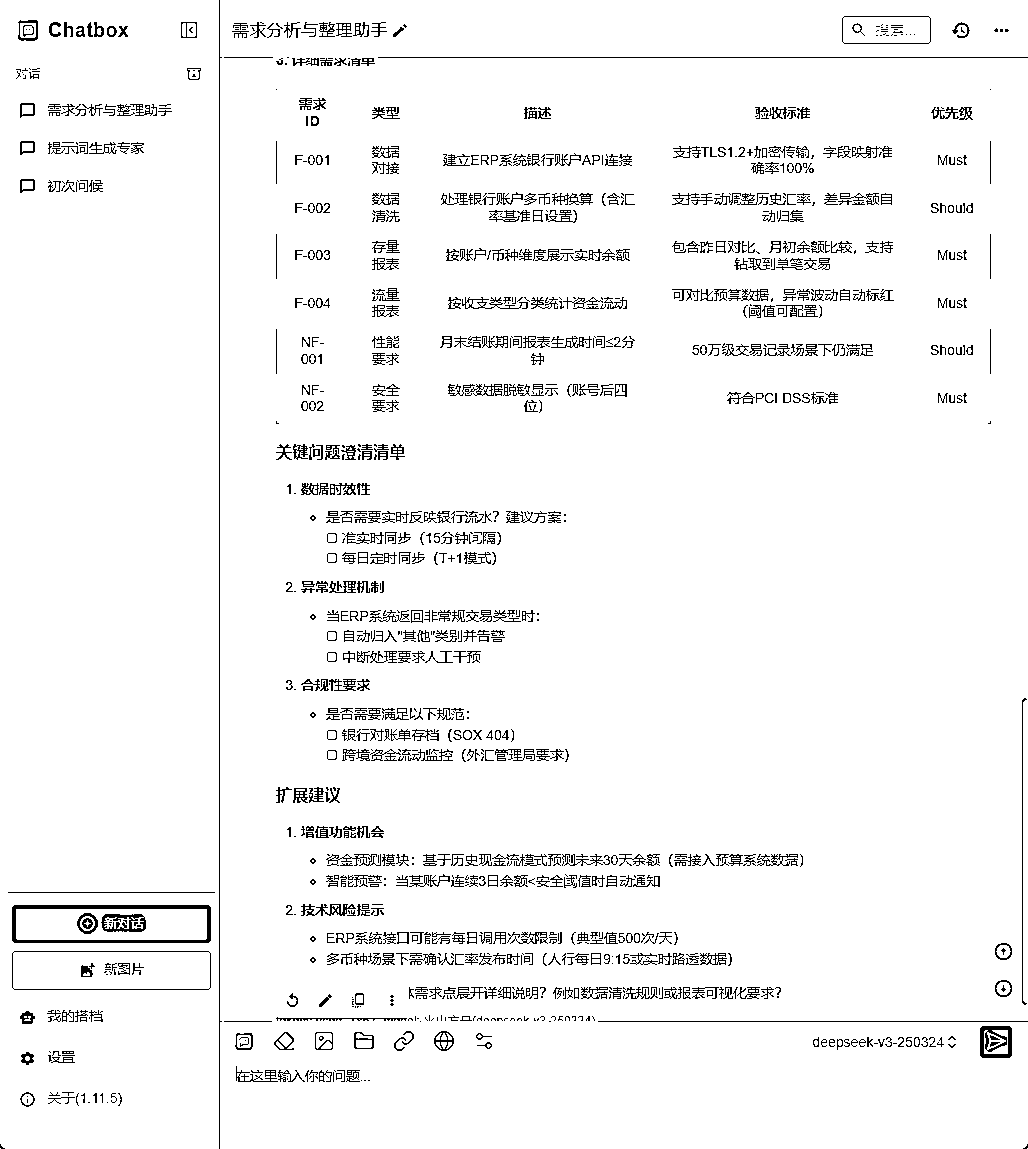 Chatbox
对话
需求分析与整理助手
提示词生成专家
初次问候
新对话
新图片
我的搭档
设置
关于(1.11.5)
需求分析与整理助手
搜索...
3. 详细需求清单
需求ID 类型 描述 验收标准 优先级
F-001 数据对接 建立ERP系统银行账户API连接 支持TLS1.2+加密传输，字段映射准确率100% Must
F-002 数据清洗 处理银行账户多币种换算（含汇率基准日设置） 支持手动调整历史汇率，差异金额自动归集 Should
F-003 存量报表 按账户/币种维度展示实时余额 包含昨日对比、月初余额比较，支持钻取到单笔交易 Must
F-004 流量报表 按收支类型分类统计资金流动 可对比预算数据，异常波动自动标红（阈值可配置） Must
NF-001 性能要求 月末结账期间报表生成时间≤2分钟 50万级交易记录场景下仍满足 Should
NF-002 安全要求 敏感数据脱敏显示（账号后四位） 符合PCI DSS标准 Must
关键问题澄清清单
1. 数据时效性
是否需要实时反映银行流水？建议方案：
准实时同步（15分钟间隔）
每日定时同步（T+1模式）
2. 异常处理机制
当ERP系统返回非常规交易类型时：
自动归入"其他"类别并告警
中断处理要求人工干预
3. 合规性要求
是否需要满足以下规范：
银行对账单存档（SOX 404）
跨境资金流动监控（外汇管理局要求）
扩展建议
1. 增值功能机会
资金预测模块：基于历史现金流模式预测未来30天余额（需接入预算系统数据）
智能预警：当某账户连续3日余额<安全阈值时自动通知
2. 技术风险提示
ERP系统接口可能有每日调用次数限制（典型值500次/天）
多币种场景下需确认汇率发布时间（人行每日9:15或实时路透数据）
需求点展开详细说明？例如数据清洗规则或报表可视化要求？
deepseek-v3-250324
在这里输入你的问题...